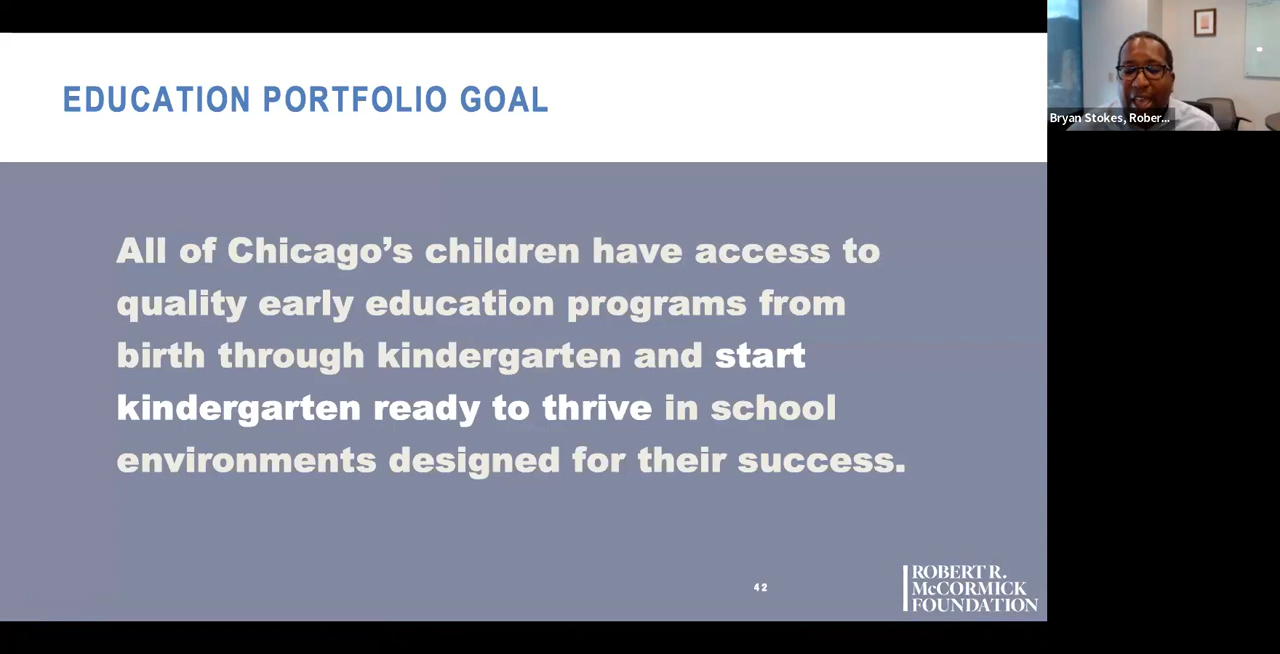 EDUCATION PORTFOLIO GOAL
Bryan Stokes, Rober...
All of Chicago’s children have access to
quality early education programs from
birth through kindergarten and start
kindergarten ready to thrive in school
environments designed for their success.
42
ROBERT R.
McCORMICK
FOUNDATION